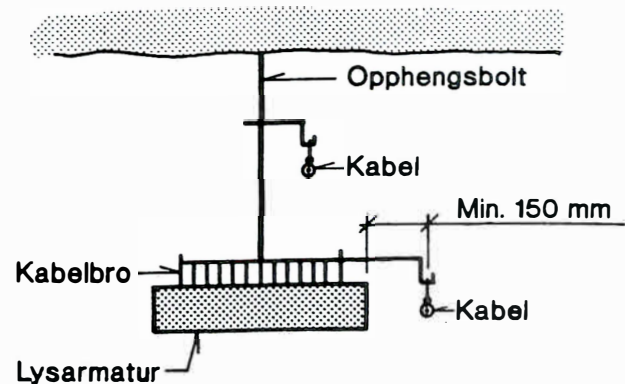 Opphengsbolt
Kabel
Min. 150 mm
Kabelbro
Kabel
Lysarmatur